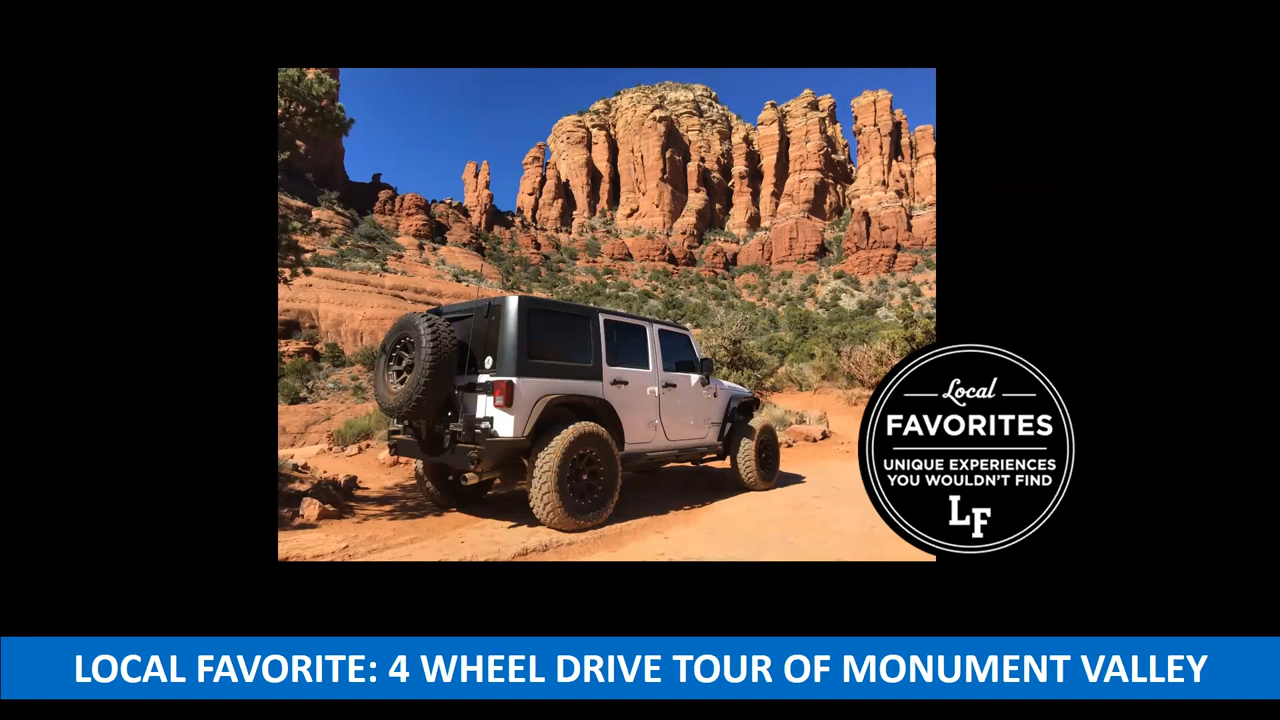 Local
FAVORITES
UNIQUE EXPERIENCES
YOU WOULDN'T FIND
LF
LOCAL FAVORITE: 4 WHEEL DRIVE TOUR OF MONUMENT VALLEY